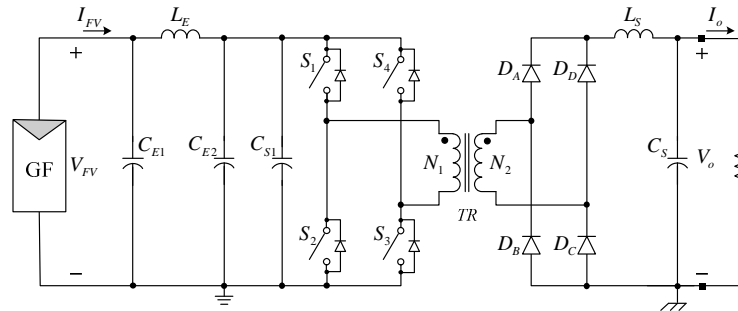 I_FV L_E L_S I_o
+ S_1 S_4 D_A D_D +
GF V_FV C_E1 C_E2 C_S1 N_1 N_2 C_S V_o
TR
S_2 S_3 D_B D_C
− −